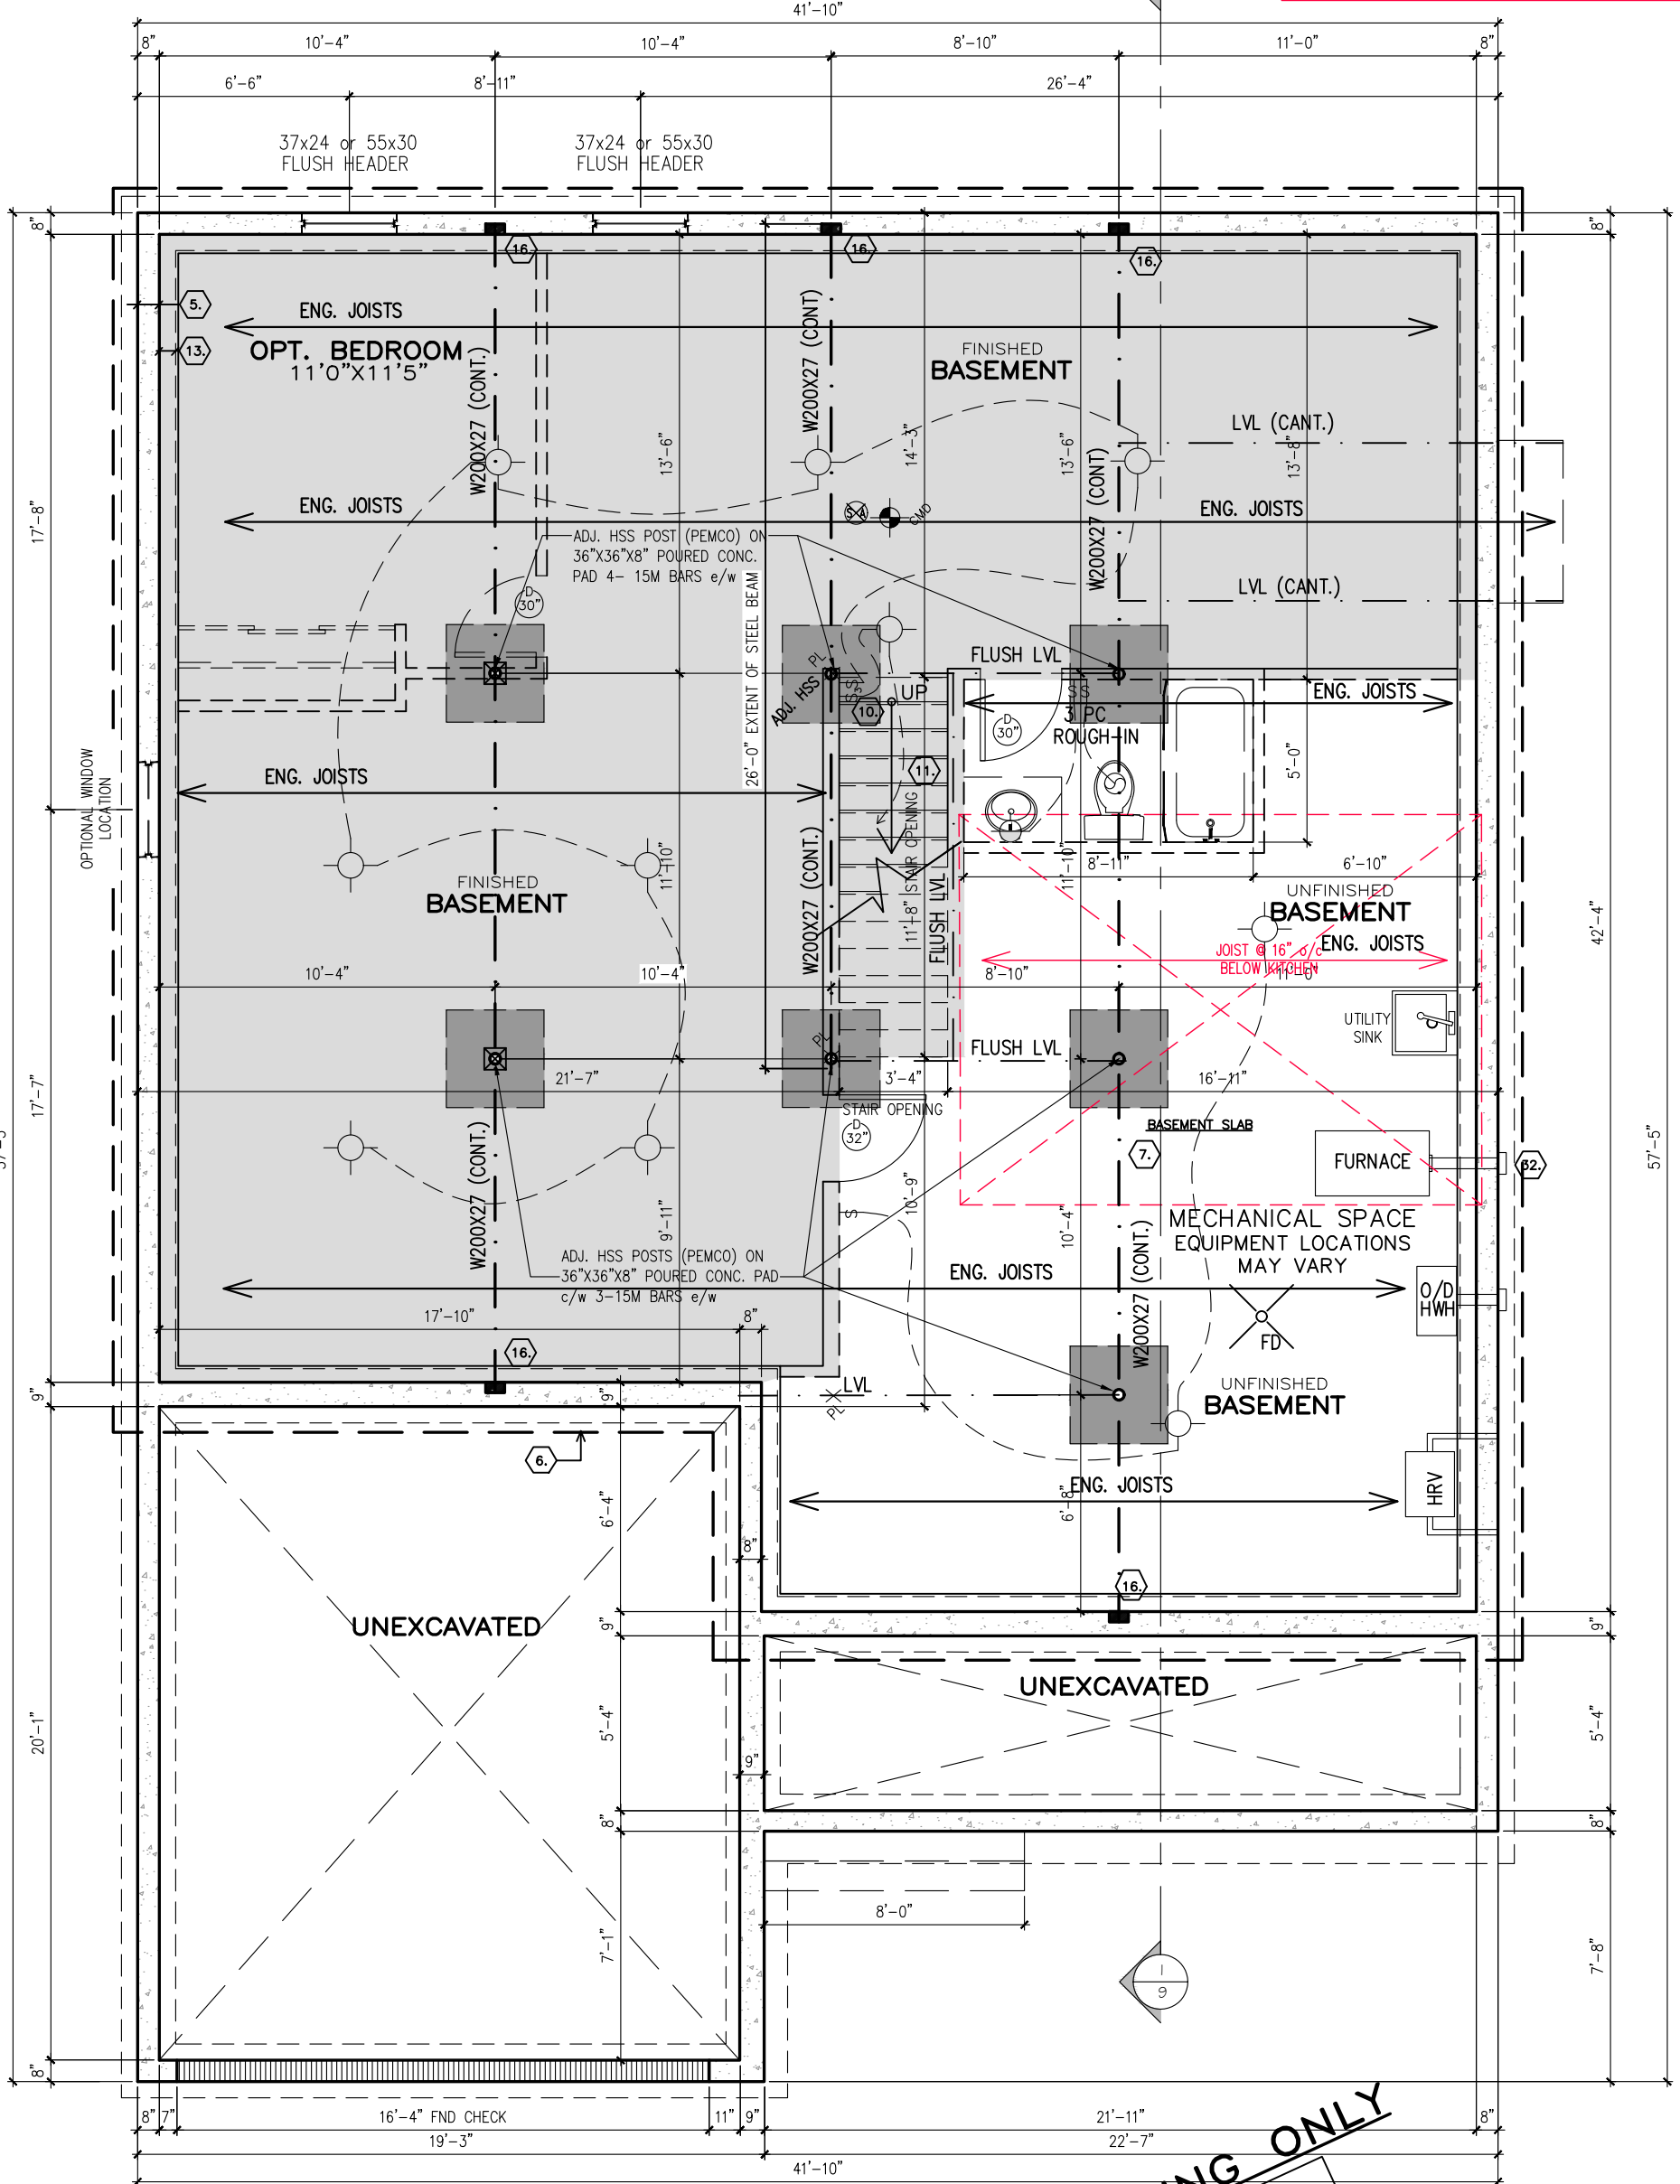 41'-10"
8"
10'-4"
10'-4"
8'-10"
11'-0"
8"
6'-6"
8'-11"
26'-4"
37x24 or 55x30
FLUSH HEADER
37x24 or 55x30
FLUSH HEADER
8"
8"
16.
16.
16.
5.
ENG. JOISTS
13.
OPT. BEDROOM
11'0"X11'5"
W200X27 (CONT.)
W200X27 (CONT)
FINISHED
BASEMENT
LVL (CANT.)
13'-6"
14'-3"
13'-6"
13'-8"
W200X27 (CONT)
17'-8"
ENG. JOISTS
ENG. JOISTS
SA
CMD
ADJ. HSS POST (PEMCO) ON
36"X36"X8" POURED CONC.
PAD 4- 15M BARS e/w
LVL (CANT.)
D
30"
26'-0" EXTENT OF STEEL BEAM
FLUSH LVL
PL
ADJ. HSS
UP
10.
ENG. JOISTS
SS
3 PC
ROUGH-IN
D
30"
OPTIONAL WINDOW
LOCATION
ENG. JOISTS
11.
5'-0"
11'-8" STAIR OPENING
FLUSH LVL
W200X27 (CONT.)
11'-10"
11'-10"
8'-11"
6'-10"
FINISHED
BASEMENT
UNFINISHED
BASEMENT
ENG. JOISTS
JOIST @ 16" o/c
BELOW KITCHEN
42'-4"
10'-4"
10'-4"
8'-10"
11'-0"
UTILITY
SINK
PL
FLUSH LVL
17'-7"
21'-7"
3'-4"
16'-11"
STAIR OPENING
D
32"
BASEMENT SLAB
7.
FURNACE
32.
57'-5"
W200X27 (CONT.)
9'-11"
S
10'-9"
10'-4"
W200X27 (CONT.)
MECHANICAL SPACE
EQUIPMENT LOCATIONS
MAY VARY
ADJ. HSS POSTS (PEMCO) ON
36"X36"X8" POURED CONC. PAD
c/w 3-15M BARS e/w
ENG. JOISTS
O/D
HWH
FD
17'-10"
8"
16.
9"
9"
LVL
PL
UNFINISHED
BASEMENT
6.
ENG. JOISTS
HRV
6'-4"
6'-8"
8"
16.
UNEXCAVATED
9"
9"
UNEXCAVATED
20'-1"
5'-4"
5'-4"
9"
8"
8"
8'-0"
7'-1"
7'-8"
1
9
8"
8"
7"
16'-4" FND CHECK
11"
9"
21'-11"
8"
19'-3"
22'-7"
41'-10"
ONLY